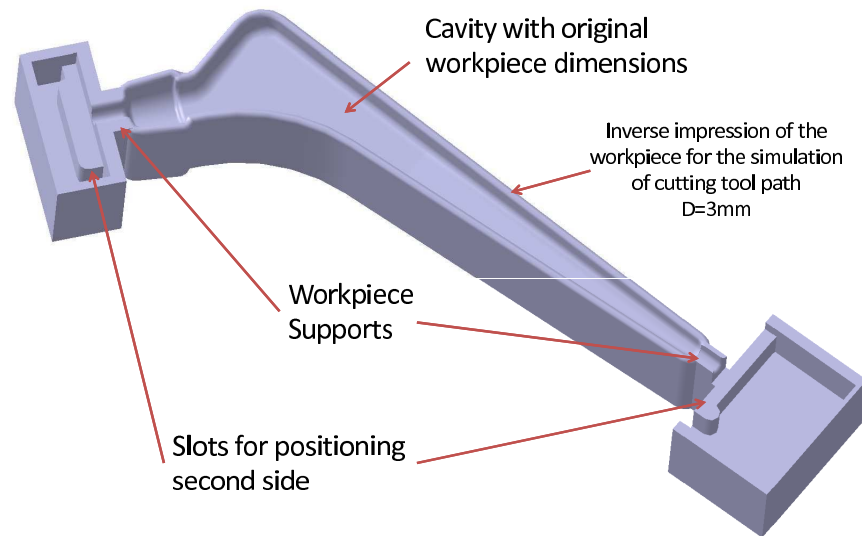 Cavity with original
workpiece dimensions
Inverse impression of the
workpiece for the simulation
of cutting tool path
D=3mm
Workpiece
Supports
Slots for positioning
second side